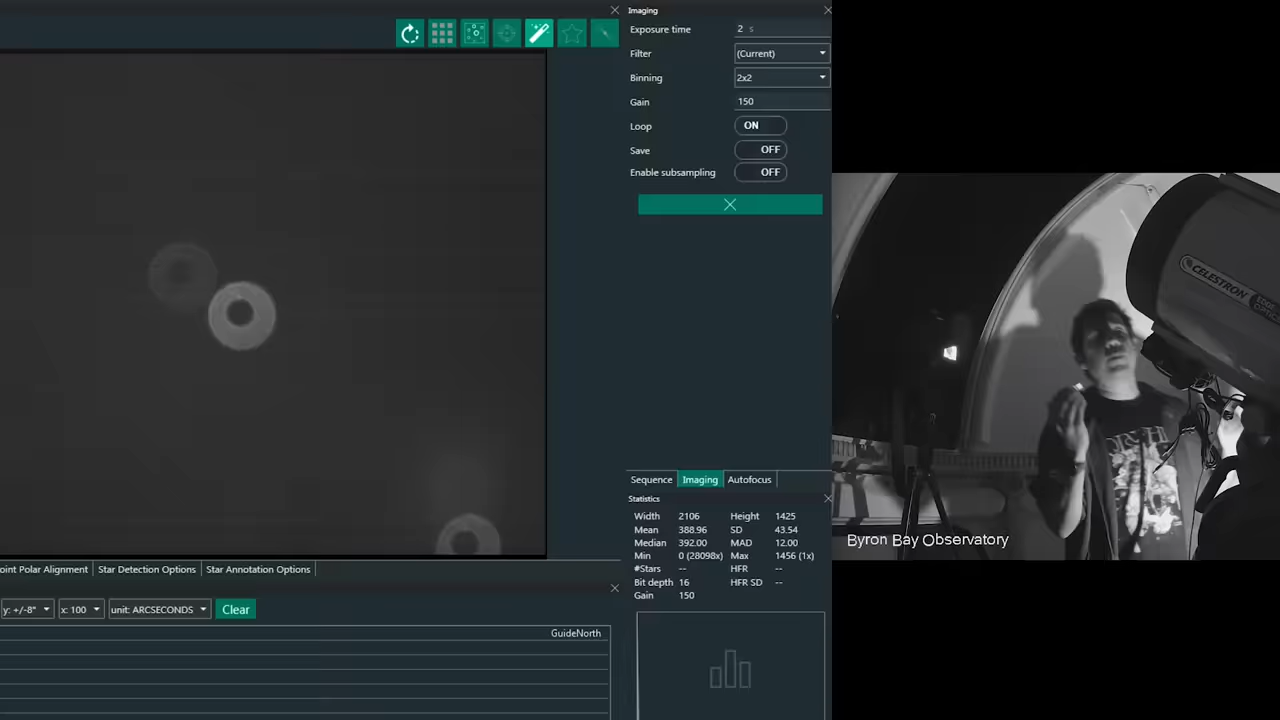 Imaging
Exposure time 2 s
Filter (Current)
Binning 2x2
Gain 150
Loop ON
Save OFF
Enable subsampling OFF
CELESTRON
Byron Bay Observatory
Sequence Imaging Autofocus
Statistics
Width 2106 Height 1425
Mean 388.96 SD 43.54
Median 392.00 MAD 12.00
Min 0 (28098x) Max 1456 (1x)
#Stars -- HFR --
Bit depth 16 HFR SD --
Gain 150
oint Polar Alignment Star Detection Options Star Annotation Options
y: +/-8" x: 100 unit: ARCSECONDS Clear
GuideNorth